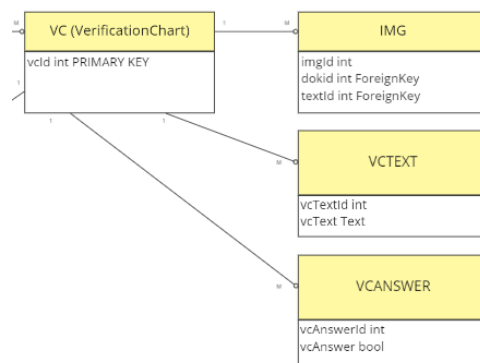 M
VC (VerificationChart)
1
M
IMG
vcId int PRIMARY KEY
imgId int
dokid int ForeignKey
textId int ForeignKey
1
1
1
M
VCTEXT
vcTextId int
vcText Text
M
VCANSWER
vcAnswerId int
vcAnswer bool